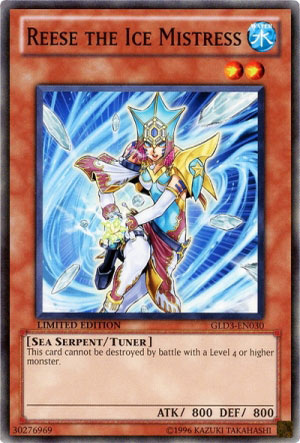 REESE THE ICE MISTRESS
WATER
水
LIMITED EDITION
GLD3-EN030
[SEA SERPENT/TUNER]
This card cannot be destroyed by battle with a Level 4 or higher
monster.
ATK/ 800 DEF/ 800
30276969
©1996 KAZUKI TAKAHASHI